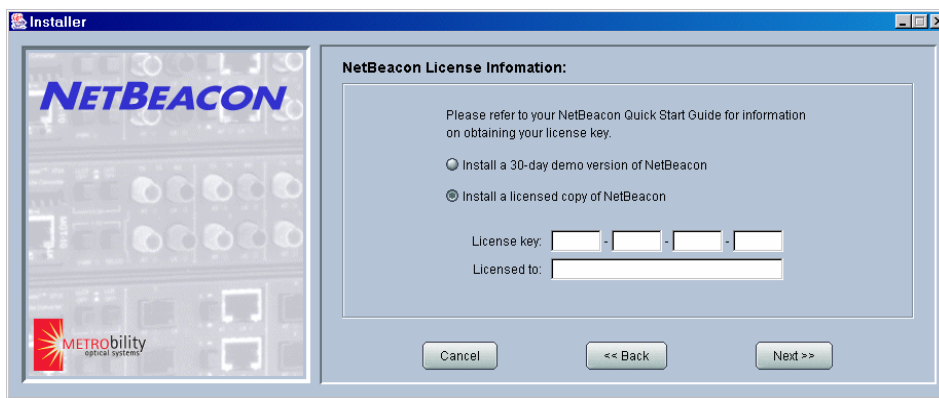 Installer
NETBEACON
METROBILITY
optical systems
NetBeacon License Infomation:
Please refer to your NetBeacon Quick Start Guide for information
on obtaining your license key.
Install a 30-day demo version of NetBeacon
Install a licensed copy of NetBeacon
License key: - - -
Licensed to:
Cancel << Back Next >>